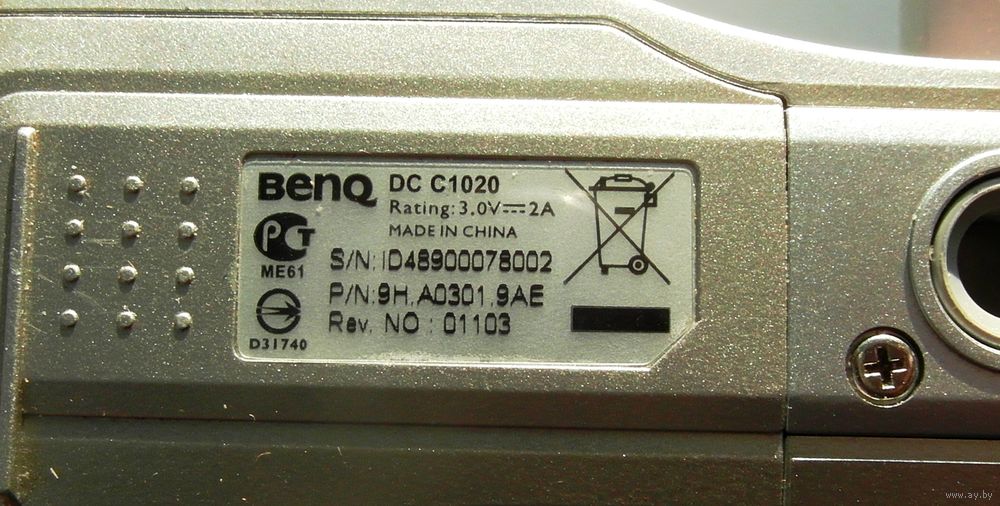 BenQ DC C1020
Rating: 3.0V⎓2A
MADE IN CHINA
РСТ
ME61
S/N: ID48900078002
P/N: 9H.A0301.9AE
Rev. NO : 01103
D31740
www.ay.by